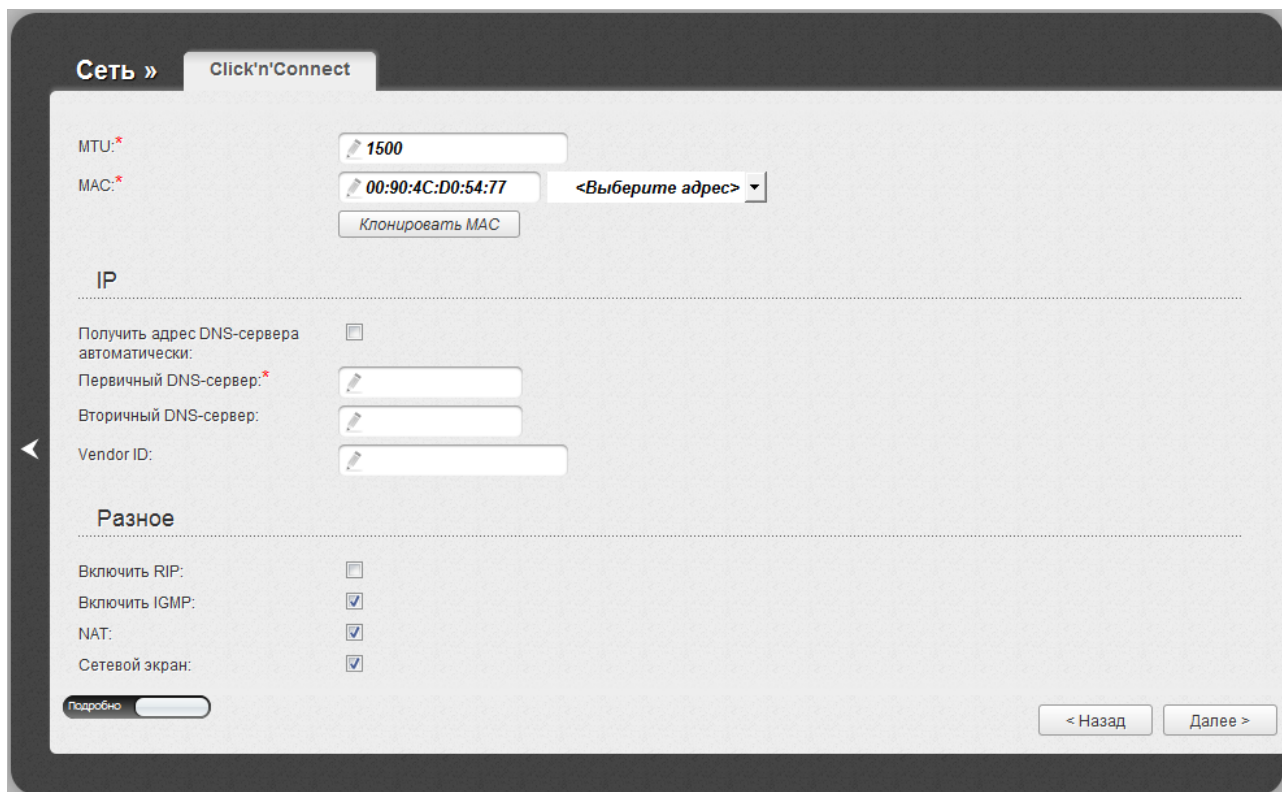 Сеть »
Click'n'Connect
MTU:*
1500
MAC:*
00:90:4C:D0:54:77
<Выберите адрес>
Клонировать MAC
IP
Получить адрес DNS-сервера
автоматически:
Первичный DNS-сервер:*
Вторичный DNS-сервер:
Vendor ID:
Разное
Включить RIP:
Включить IGMP:
NAT:
Сетевой экран:
Подробно
< Назад
Далее >